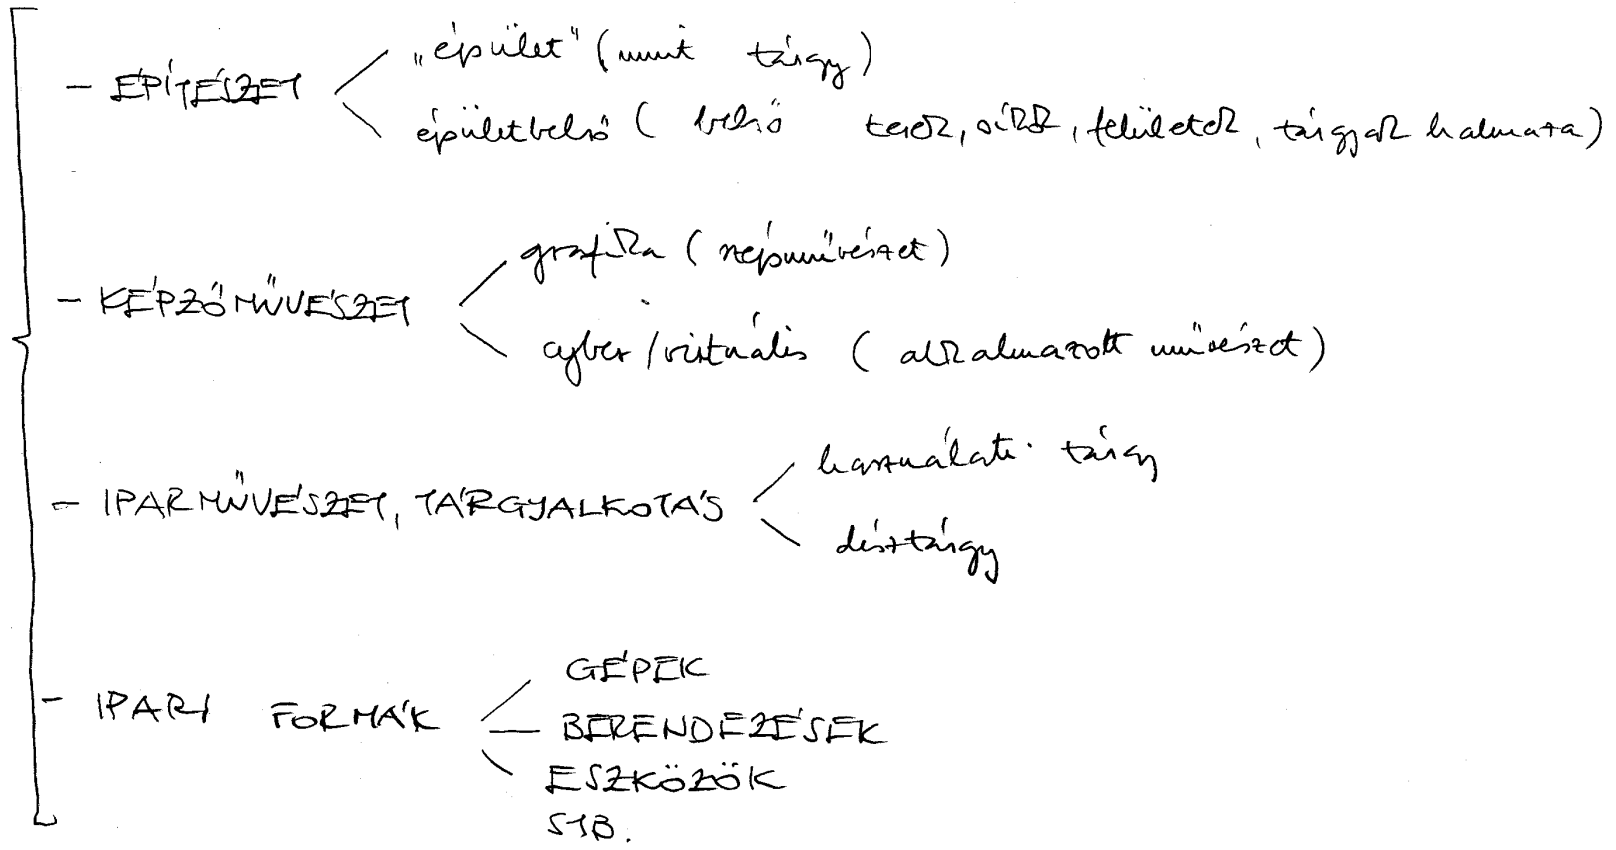 „épület" (mint tárgy)
- ÉPÍTÉSZET
épületbelső ( belső terek, síkok, felületek, tárgyak halmaza)
grafika ( népművészet)
- KÉPZŐMŰVÉSZET
cyber/virtuális ( alkalmazott művészet)
használati tárgy
- IPARMŰVÉSZET, TÁRGYALKOTÁS
dísztárgy
GÉPEK
- IPARI FORMÁK
BERENDEZÉSEK
ESZKÖZÖK
STB.